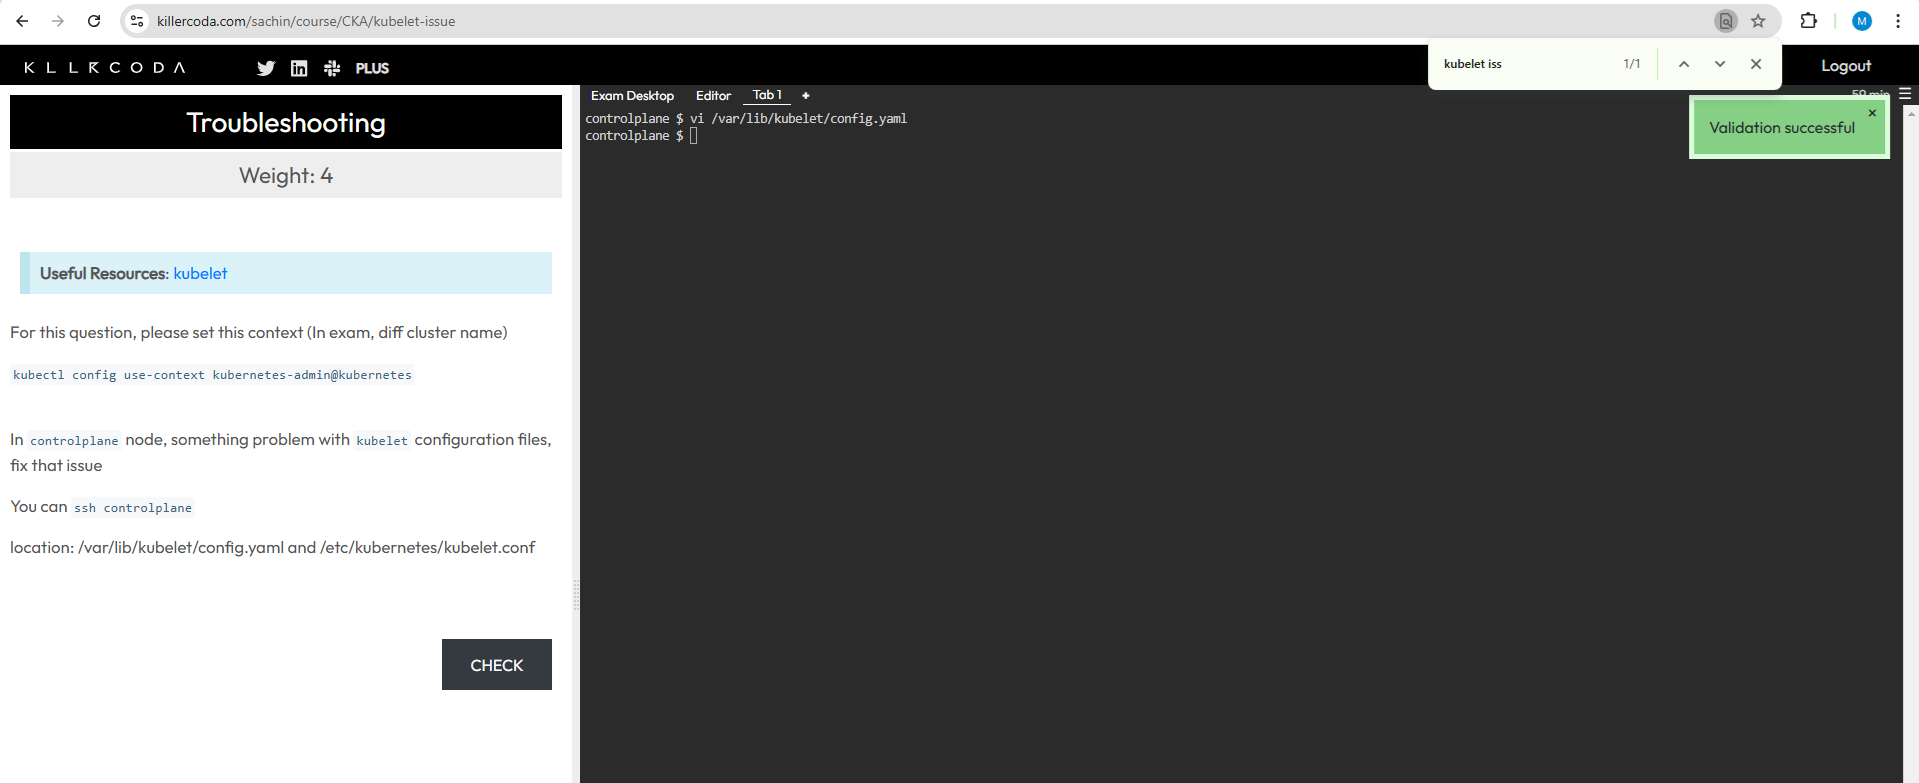 killercoda.com/sachin/course/CKA/kubelet-issue
M
kubelet iss 1/1
KLLRCODA PLUS Logout
Troubleshooting
Weight: 4
Useful Resources: kubelet
For this question, please set this context (In exam, diff cluster name)
kubectl config use-context kubernetes-admin@kubernetes
In controlplane node, something problem with kubelet configuration files,
fix that issue
You can ssh controlplane
location: /var/lib/kubelet/config.yaml and /etc/kubernetes/kubelet.conf
CHECK
Exam Desktop Editor Tab 1 +
59 min
controlplane $ vi /var/lib/kubelet/config.yaml
controlplane $
Validation successful